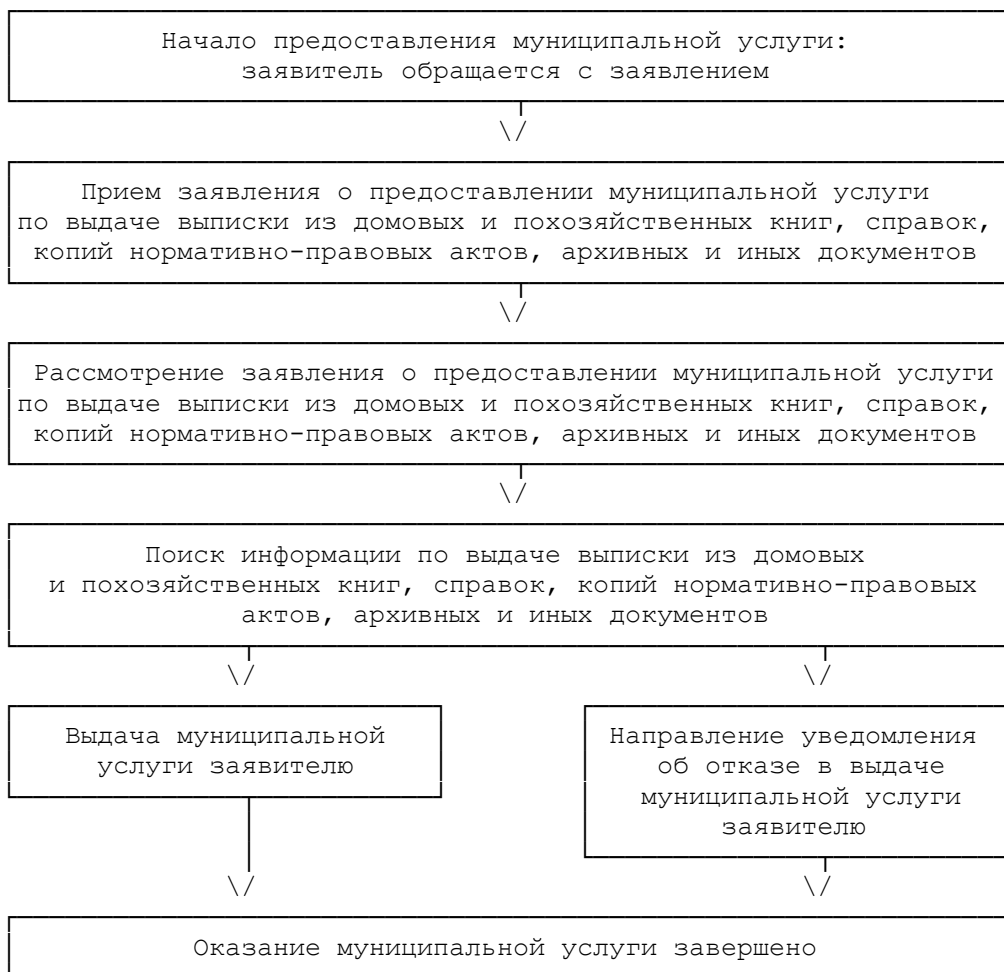 Начало предоставления муниципальной услуги:
заявитель обращается с заявлением
Прием заявления о предоставлении муниципальной услуги
по выдаче выписки из домовых и похозяйственных книг, справок,
копий нормативно-правовых актов, архивных и иных документов
Рассмотрение заявления о предоставлении муниципальной услуги
по выдаче выписки из домовых и похозяйственных книг, справок,
копий нормативно-правовых актов, архивных и иных документов
Поиск информации по выдаче выписки из домовых
и похозяйственных книг, справок, копий нормативно-правовых
актов, архивных и иных документов
Выдача муниципальной
услуги заявителю
Направление уведомления
об отказе в выдаче
муниципальной услуги
заявителю
Оказание муниципальной услуги завершено